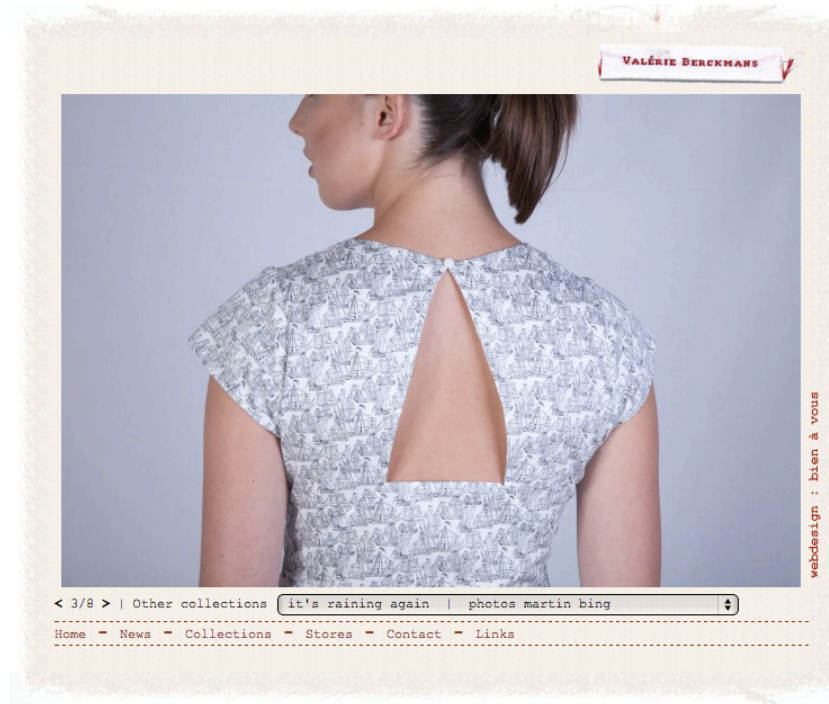 VALÉRIE BERCKMANS
webdesign : bien à vous
< 3/8 > | Other collections it's raining again | photos martin bing
Home - News - Collections - Stores - Contact - Links